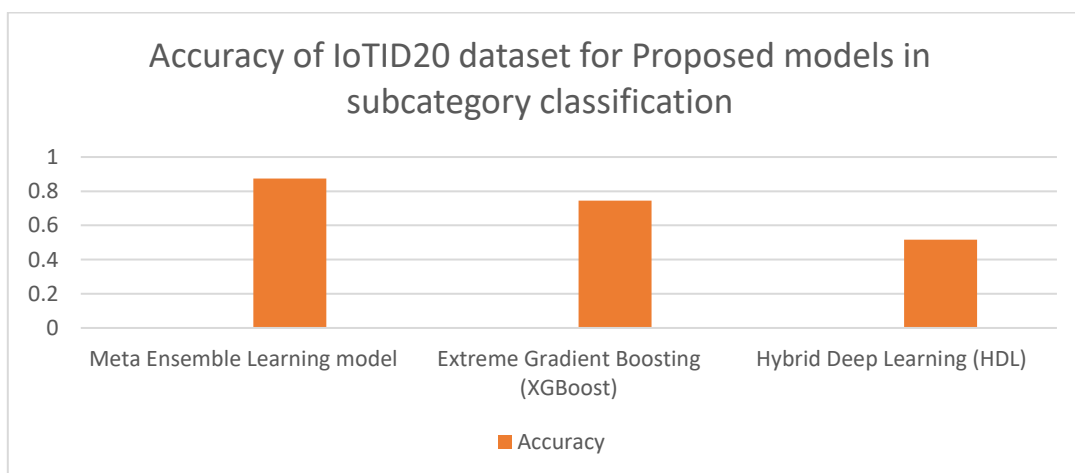 Accuracy of IoTID20 dataset for Proposed models in
subcategory classification
1
0.8
0.6
0.4
0.2
0
Meta Ensemble Learning model
Extreme Gradient Boosting
(XGBoost)
Hybrid Deep Learning (HDL)
Accuracy